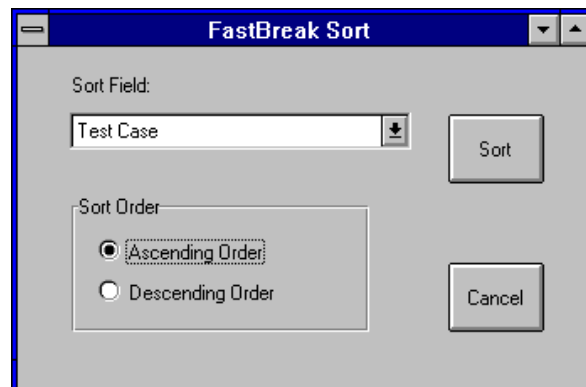 FastBreak Sort
Sort Field:
Test Case
Sort
Sort Order
Ascending Order
Descending Order
Cancel